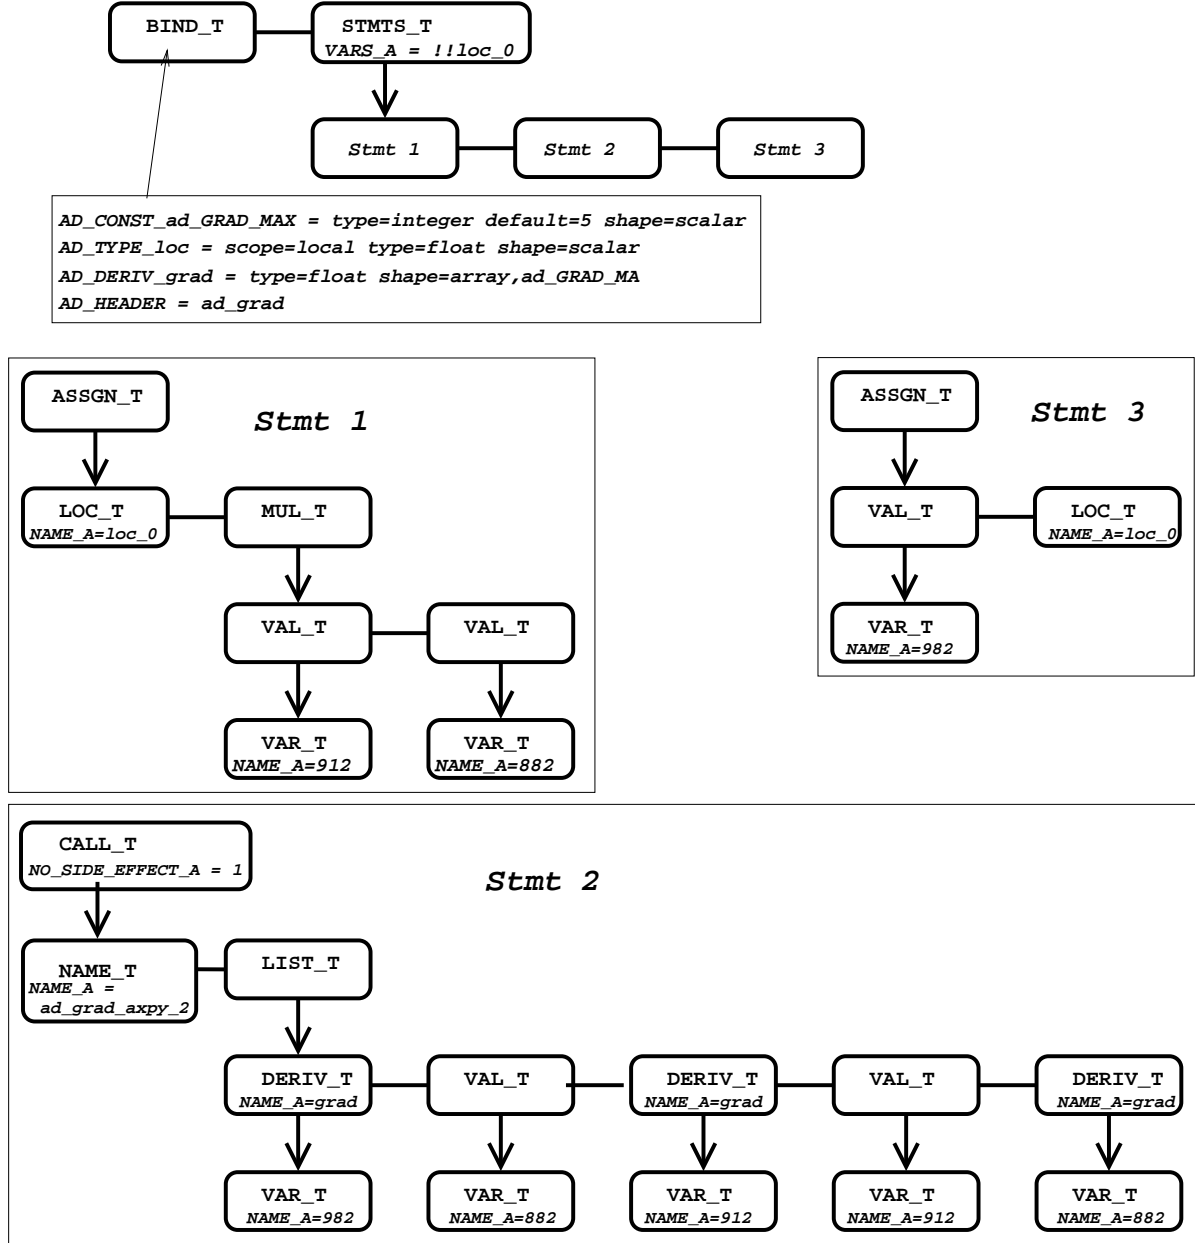 BIND_T STMTS_T
VARS_A = !!loc_0
Stmt 1 Stmt 2 Stmt 3
AD_CONST_ad_GRAD_MAX = type=integer default=5 shape=scalar
AD_TYPE_loc = scope=local type=float shape=scalar
AD_DERIV_grad = type=float shape=array,ad_GRAD_MA
AD_HEADER = ad_grad
ASSGN_T
Stmt 1
LOC_T MUL_T
NAME_A=loc_0
VAL_T VAL_T
VAR_T VAR_T
NAME_A=912 NAME_A=882
ASSGN_T
Stmt 3
VAL_T LOC_T
NAME_A=loc_0
VAR_T
NAME_A=982
CALL_T
NO_SIDE_EFFECT_A = 1
Stmt 2
NAME_T LIST_T
NAME_A =
ad_grad_axpy_2
DERIV_T VAL_T DERIV_T VAL_T DERIV_T
NAME_A=grad NAME_A=grad NAME_A=grad
VAR_T VAR_T VAR_T VAR_T VAR_T
NAME_A=982 NAME_A=882 NAME_A=912 NAME_A=912 NAME_A=882